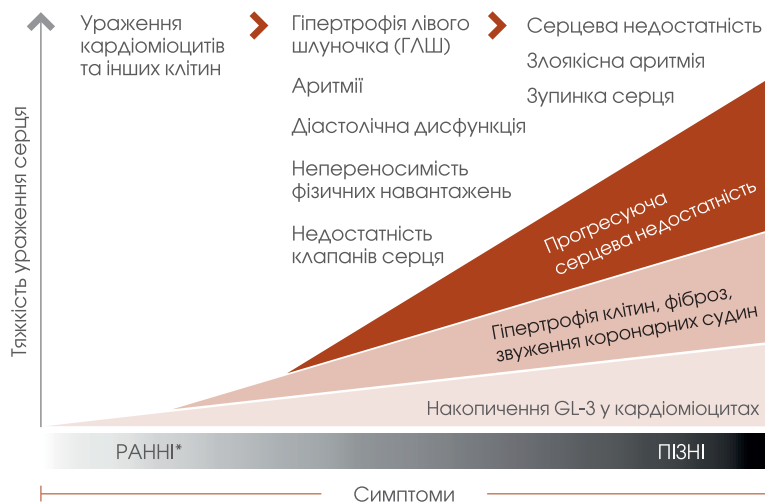 Ураження
кардіоміоцитів
та інших клітин
Гіпертрофія лівого
шлуночка (ГЛШ)
Аритмії
Діастолічна дисфункція
Непереносимість
фізичних навантажень
Недостатність
клапанів серця
Серцева недостатність
Злоякісна аритмія
Зупинка серця
Тяжкість ураження серця
Прогресуюча
серцева недостатність
Гіпертрофія клітин, фіброз,
звуження коронарних судин
Накопичення GL-3 у кардіоміоцитах
РАННІ*
ПІЗНІ
Симптоми